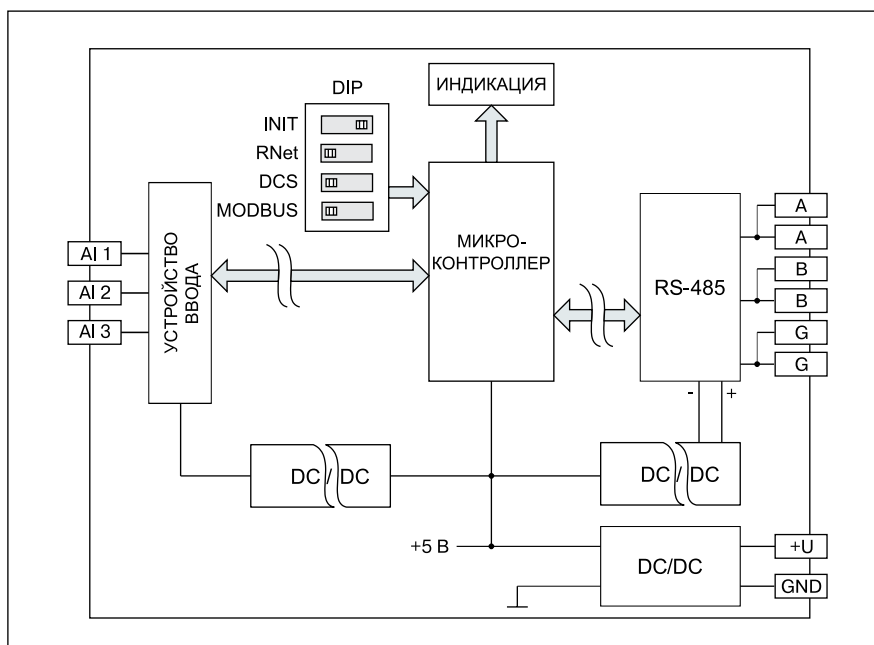 DIP
ИНДИКАЦИЯ
INIT
RNet
DCS
MODBUS
AI 1
AI 2
AI 3
УСТРОЙСТВО
ВВОДА
МИКРО-
КОНТРОЛЛЕР
RS-485
A
A
B
B
G
G
- +
DC / DC
DC / DC
+5 В
DC/DC
+U
GND